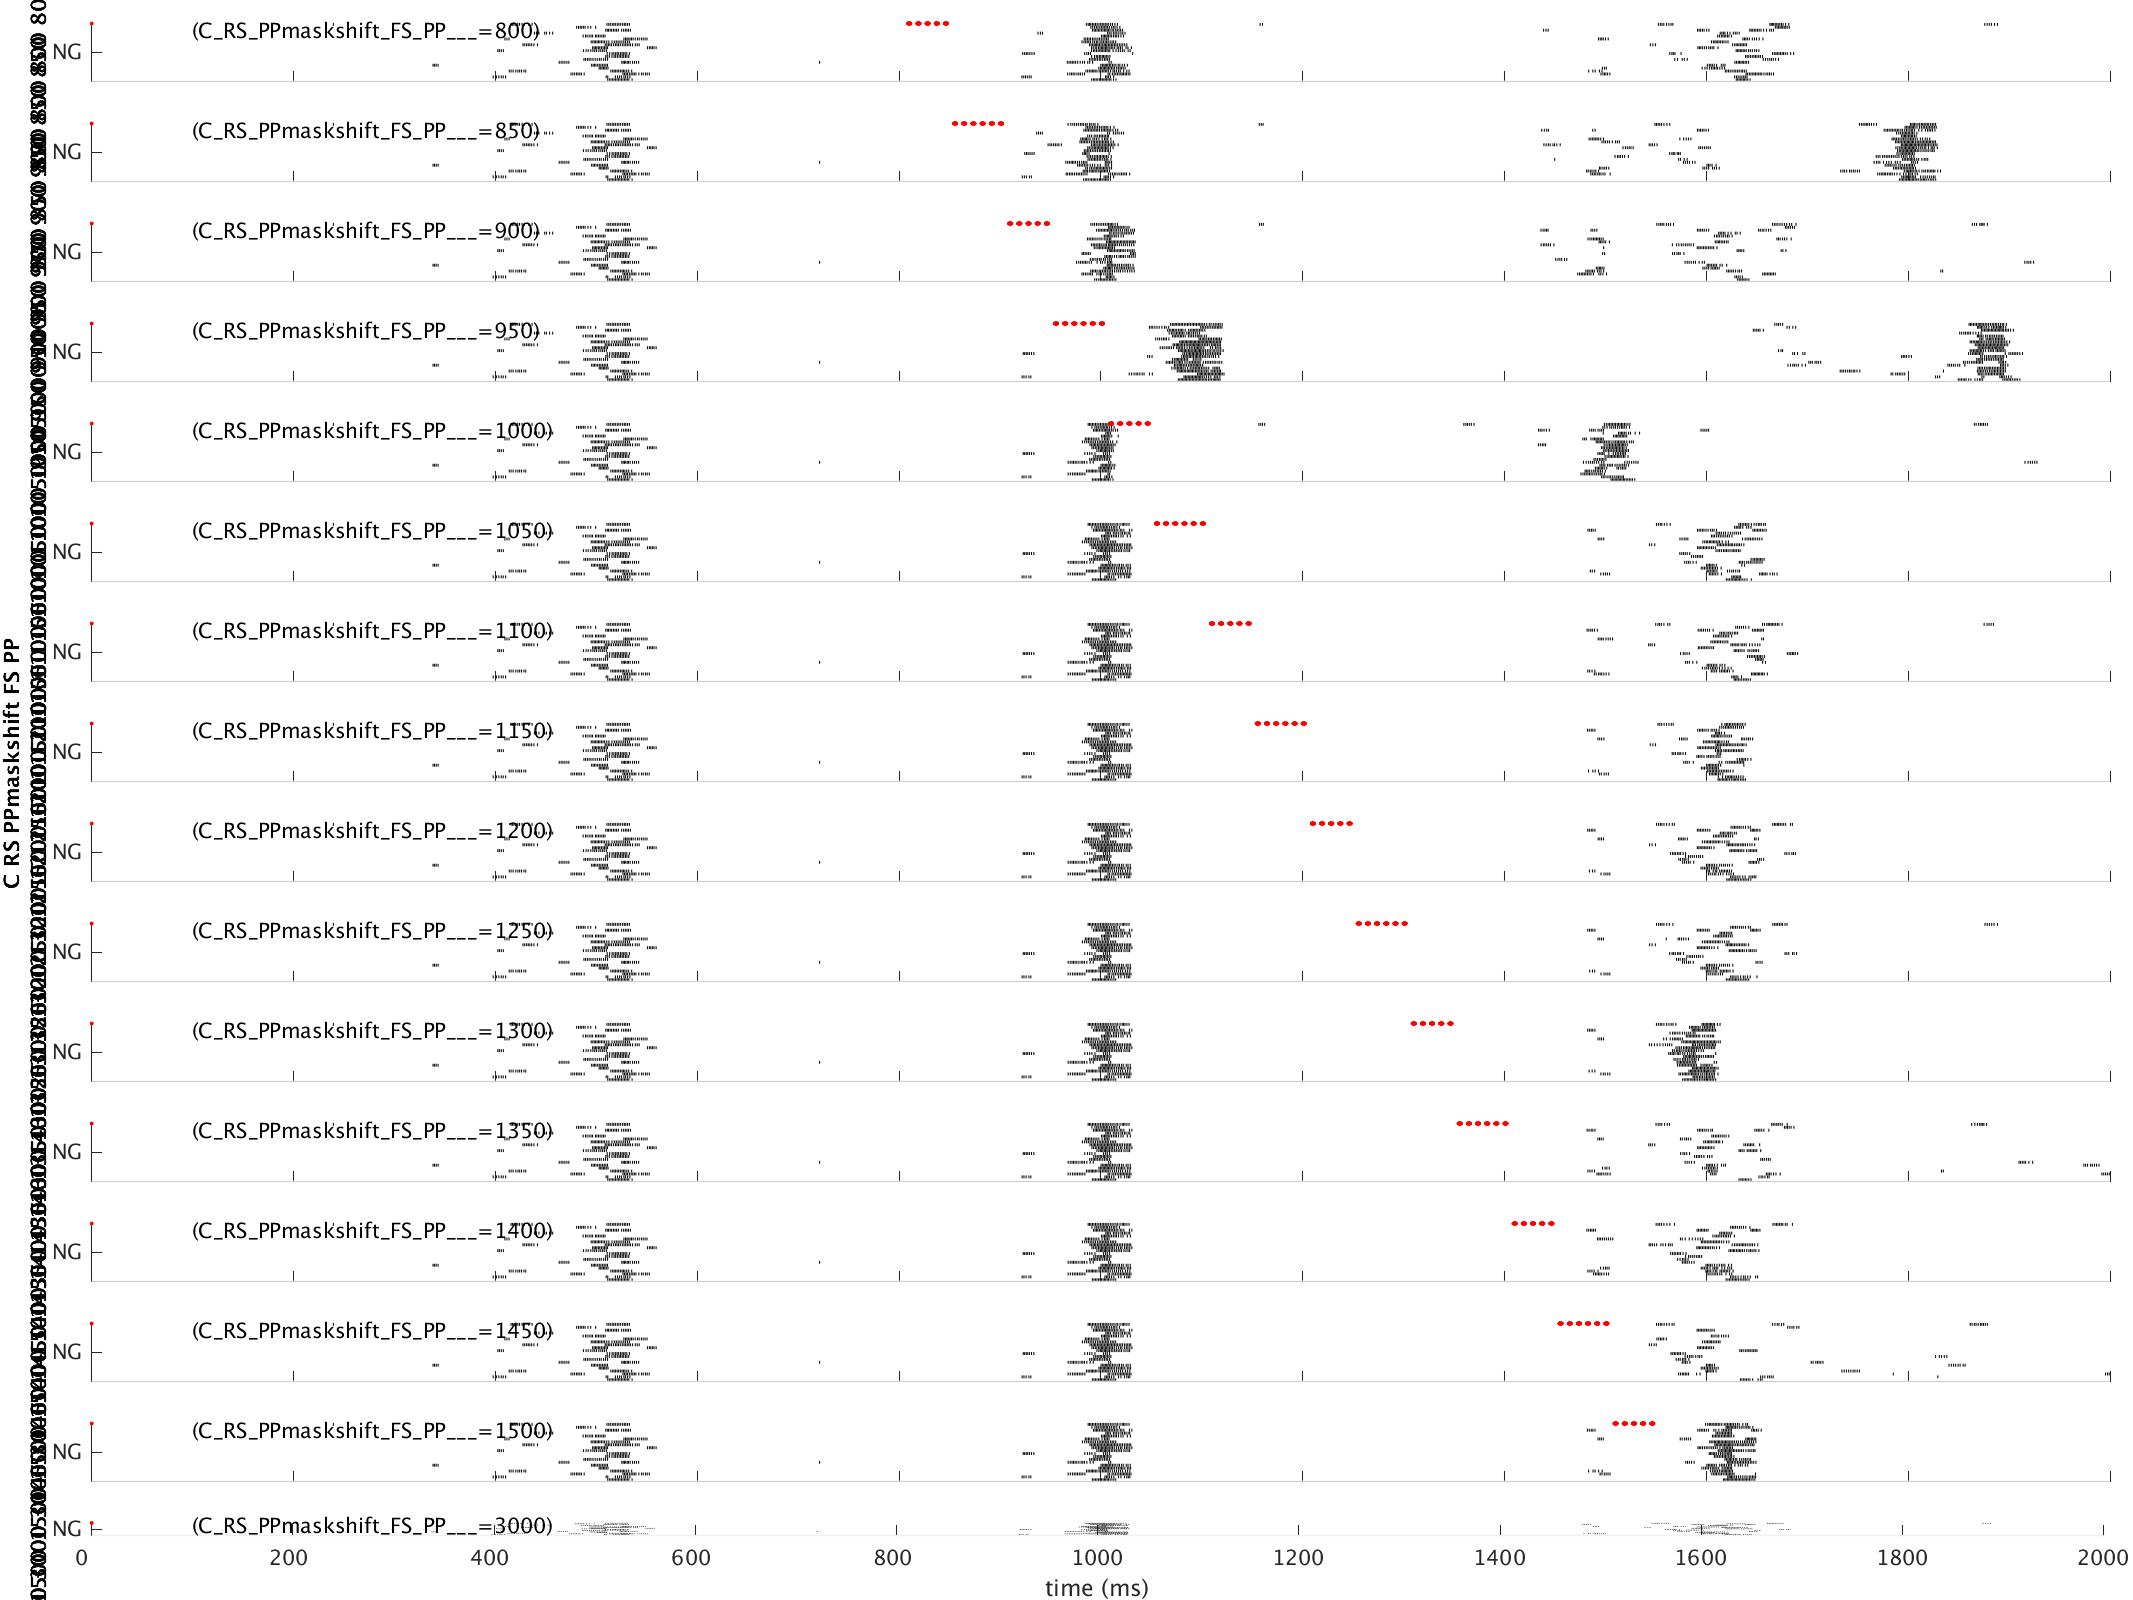 (C_RS_PPmaskshift_FS_PP___=800)
NG
(C_RS_PPmaskshift_FS_PP___=850)
NG
(C_RS_PPmaskshift_FS_PP___=900)
NG
(C_RS_PPmaskshift_FS_PP___=950)
NG
(C_RS_PPmaskshift_FS_PP___=1000)
NG
(C_RS_PPmaskshift_FS_PP___=1050)
NG
(C_RS_PPmaskshift_FS_PP___=1100)
NG
(C_RS_PPmaskshift_FS_PP___=1150)
NG
(C_RS_PPmaskshift_FS_PP___=1200)
NG
(C_RS_PPmaskshift_FS_PP___=1250)
NG
(C_RS_PPmaskshift_FS_PP___=1300)
NG
(C_RS_PPmaskshift_FS_PP___=1350)
NG
(C_RS_PPmaskshift_FS_PP___=1400)
NG
(C_RS_PPmaskshift_FS_PP___=1450)
NG
(C_RS_PPmaskshift_FS_PP___=1500)
NG
(C_RS_PPmaskshift_FS_PP___=3000)
NG
0 200 400 600 800 1000 1200 1400 1600 1800 2000
time (ms)
C RS PPmaskshift FS PP